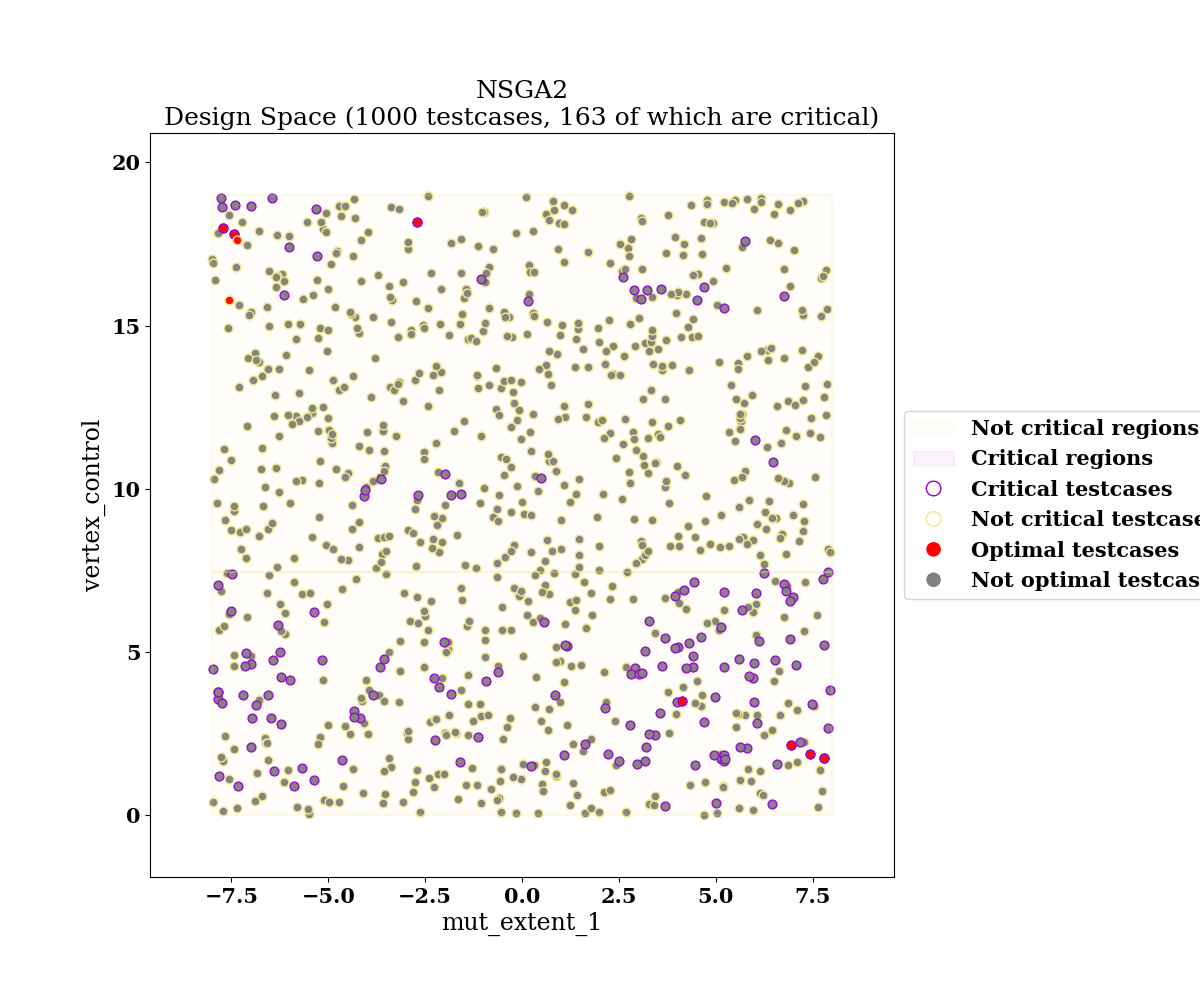 NSGA2
Design Space (1000 testcases, 163 of which are critical)
20
15
10
5
0
vertex_control
−7.5
−5.0
−2.5
0.0
2.5
5.0
7.5
mut_extent_1
Not critical regions
Critical regions
Critical testcases
Not critical testcase
Optimal testcases
Not optimal testcas